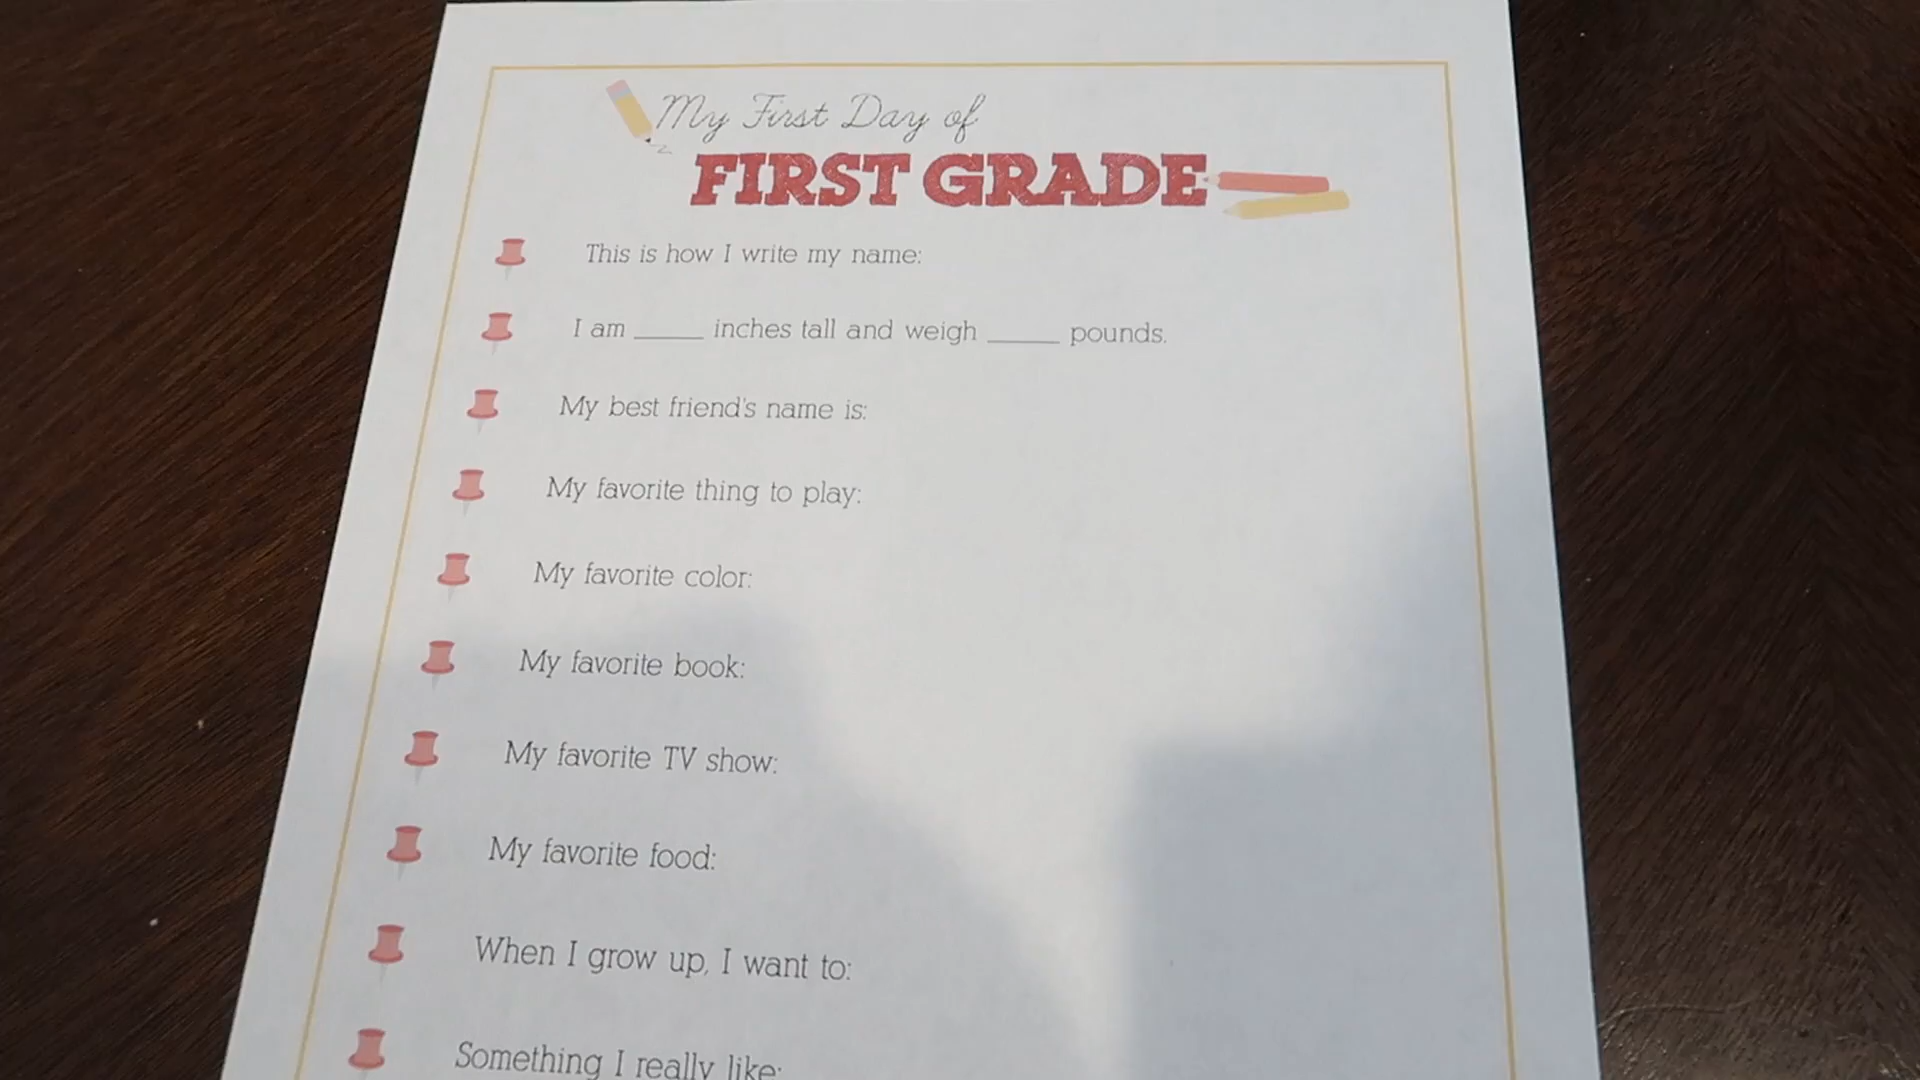 My First Day of
FIRST GRADE
This is how I write my name:
I am _____ inches tall and weigh _____ pounds.
My best friend's name is:
My favorite thing to play:
My favorite color:
My favorite book:
My favorite TV show:
My favorite food:
When I grow up, I want to:
Something I really like: